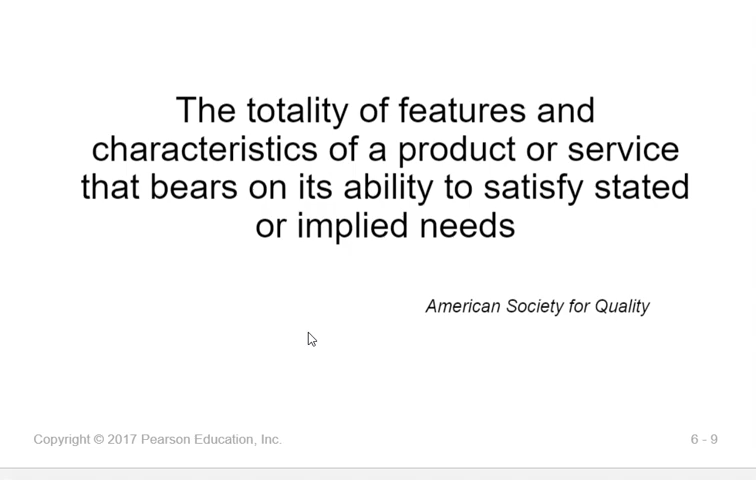 The totality of features and
characteristics of a product or service
that bears on its ability to satisfy stated
or implied needs
American Society for Quality
Copyright © 2017 Pearson Education, Inc.
6 - 9